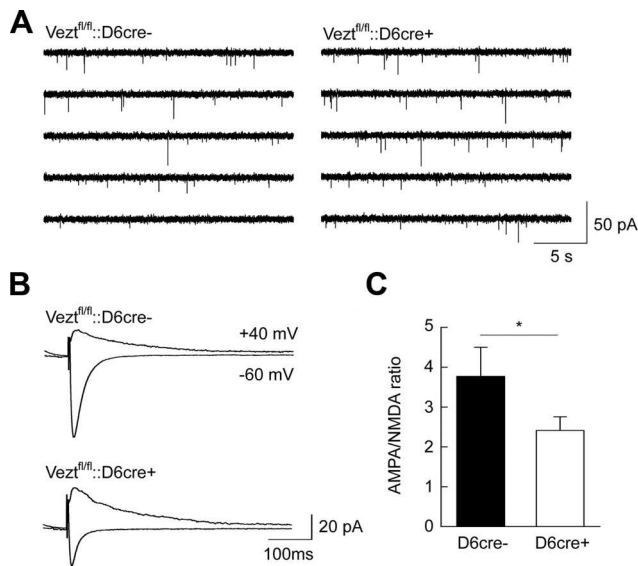 A
Vezt^fl/fl::D6cre-
Vezt^fl/fl::D6cre+
50 pA
5 s
B
Vezt^fl/fl::D6cre-
+40 mV
-60 mV
Vezt^fl/fl::D6cre+
20 pA
100ms
C
*
AMPA/NMDA ratio
5
4
3
2
1
0
D6cre-
D6cre+